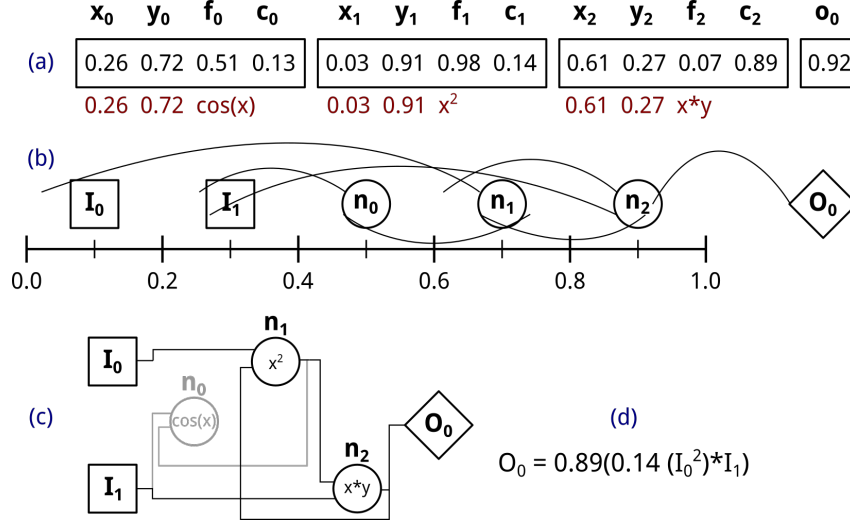 x₀ y₀ f₀ c₀ x₁ y₁ f₁ c₁ x₂ y₂ f₂ c₂ o₀
(a) 0.26 0.72 0.51 0.13 0.03 0.91 0.98 0.14 0.61 0.27 0.07 0.89 0.92
0.26 0.72 cos(x) 0.03 0.91 x² 0.61 0.27 x*y
(b)
I₀ I₁ n₀ n₁ n₂ O₀
0.0 0.2 0.4 0.6 0.8 1.0
n₁
I₀ x²
n₀
(c) cos(x) O₀ (d)
n₂
O₀ = 0.89(0.14 (I₀²)*I₁)
I₁ x*y